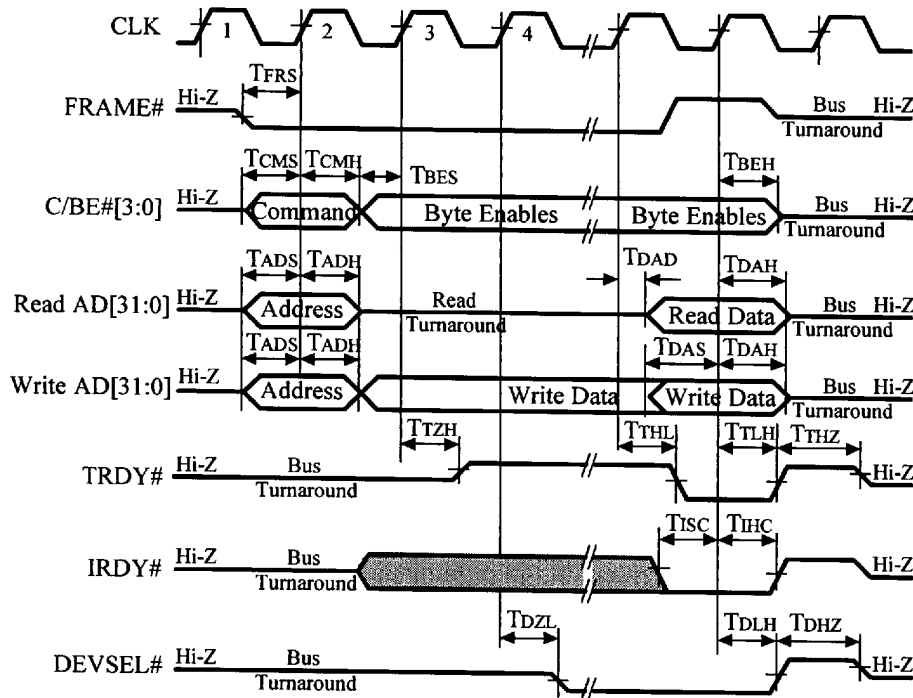 CLK 1 2 3 4
TFRS
FRAME# Hi-Z Bus Hi-Z
Turnaround
TCMS TCMH TBES TBEH
C/BE#[3:0] Hi-Z Command Byte Enables Byte Enables Bus Hi-Z
Turnaround
TADS TADH TDAD TDAH
Read AD[31:0] Hi-Z Address Read Read Data Bus Hi-Z
Turnaround Turnaround
TADS TADH TDAS TDAH
Write AD[31:0] Hi-Z Address Write Data Write Data Bus Hi-Z
Turnaround
TTZH TTHL TTLH TTHZ
TRDY# Hi-Z Bus Hi-Z
Turnaround
TISC TIHC
IRDY# Hi-Z Bus Hi-Z
Turnaround
TDZL TDLH TDHZ
DEVSEL# Hi-Z Bus Hi-Z
Turnaround